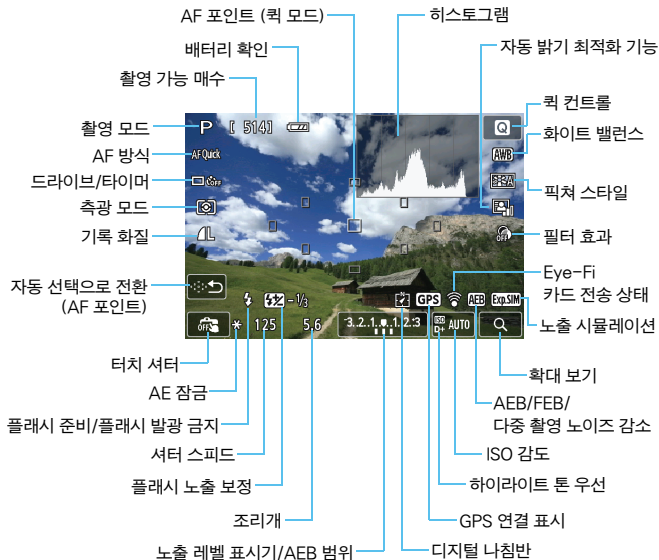 AF 포인트 (퀵 모드)
히스토그램
배터리 확인
자동 밝기 최적화 기능
촬영 가능 매수
퀵 컨트롤
P [ 514] Q
촬영 모드
화이트 밸런스
AF 방식
AF Quick
AWB
드라이브/타이머
픽쳐 스타일
측광 모드
기록 화질
L
OFF
필터 효과
자동 선택으로 전환
(AF 포인트)
Eye-Fi
카드 전송 상태
-1/3 GPS AEB Exp.SIM
노출 시뮬레이션
OFF * 125 5.6 -3..2..1..0..1..2..:3 ISO D+ AUTO
터치 셔터
확대 보기
AE 잠금
AEB/FEB/
다중 촬영 노이즈 감소
플래시 준비/플래시 발광 금지
셔터 스피드
ISO 감도
플래시 노출 보정
하이라이트 톤 우선
조리개
GPS 연결 표시
노출 레벨 표시기/AEB 범위
디지털 나침반